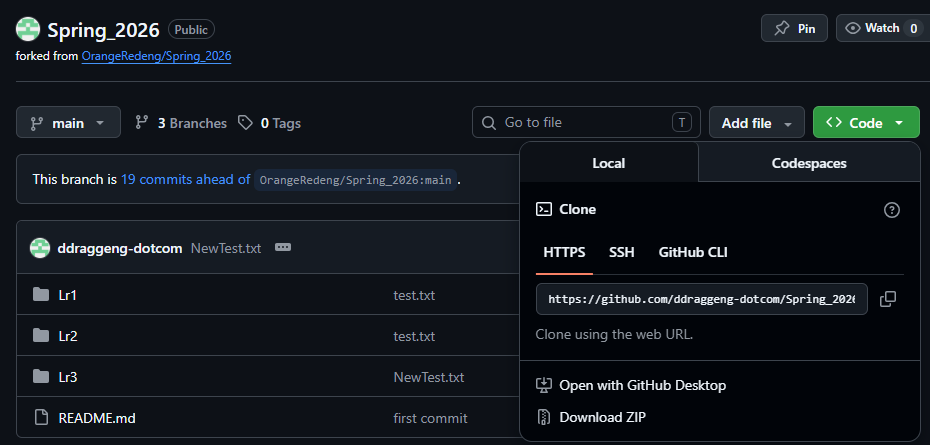 Spring_2026 Public Pin Watch 0
forked from OrangeRedeng/Spring_2026
main 3 Branches 0 Tags Go to file T Add file Code
This branch is 19 commits ahead of OrangeRedeng/Spring_2026:main .
ddraggeng-dotcom NewTest.txt
Lr1 test.txt
Lr2 test.txt
Lr3 NewTest.txt
README.md first commit
Local Codespaces
Clone
HTTPS SSH GitHub CLI
https://github.com/ddraggeng-dotcom/Spring_2026
Clone using the web URL.
Open with GitHub Desktop
Download ZIP